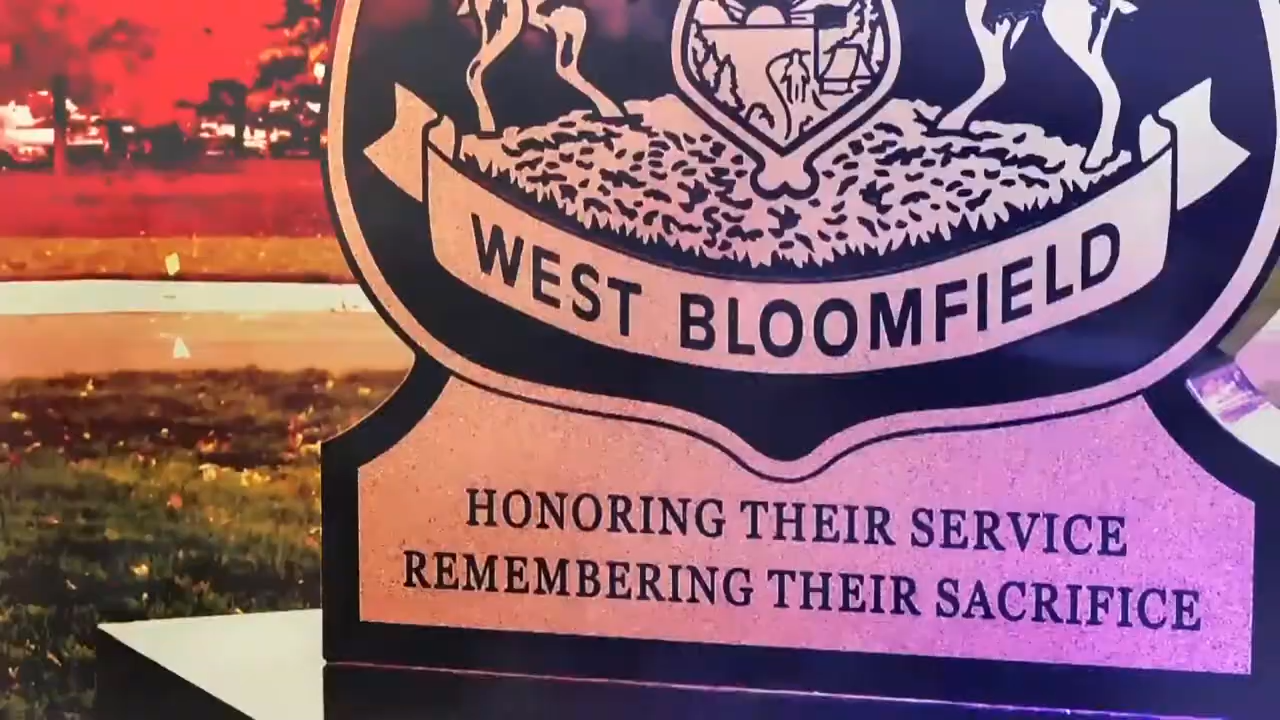 WEST BLOOMFIELD
HONORING THEIR SERVICE
REMEMBERING THEIR SACRIFICE